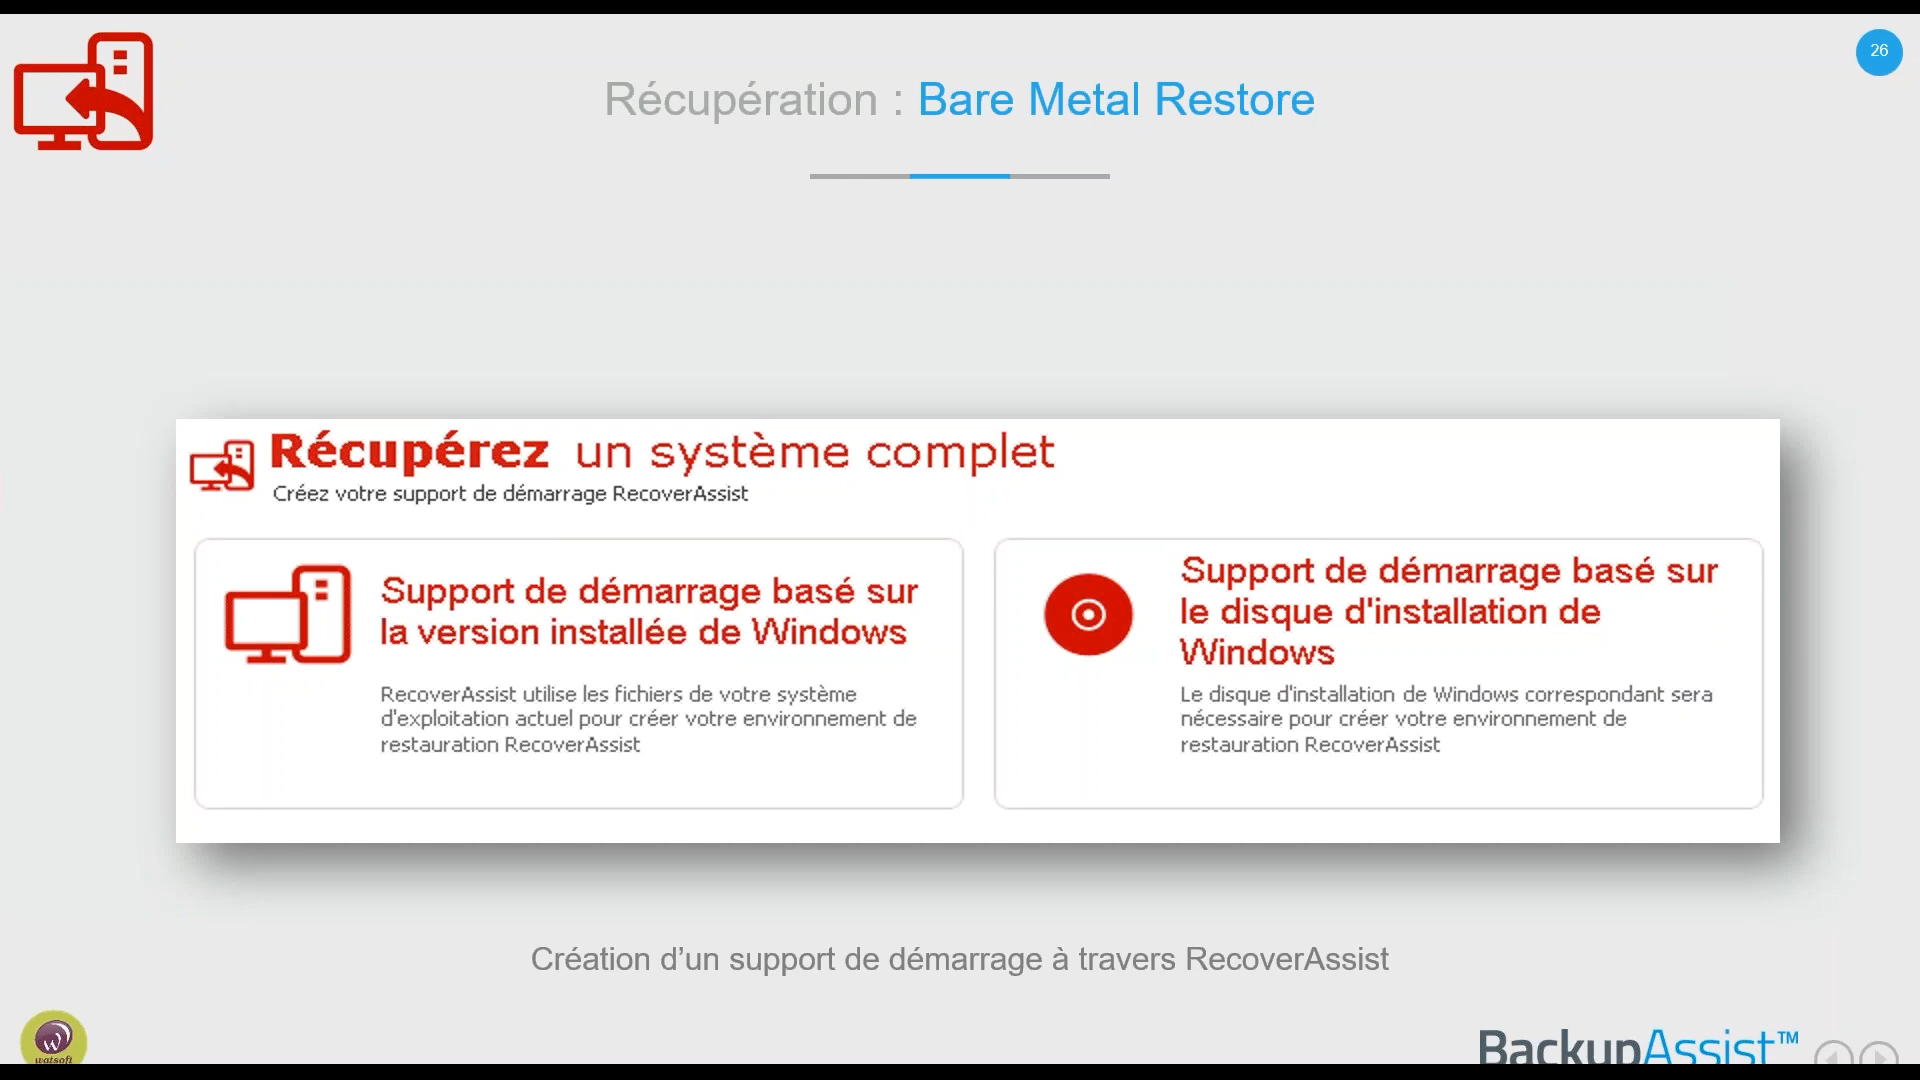 26
Récupération : Bare Metal Restore
Récupérez un système complet
Créez votre support de démarrage RecoverAssist
Support de démarrage basé sur
la version installée de Windows
RecoverAssist utilise les fichiers de votre système
d'exploitation actuel pour créer votre environnement de
restauration RecoverAssist
Support de démarrage basé sur
le disque d'installation de
Windows
Le disque d'installation de Windows correspondant sera
nécessaire pour créer votre environnement de
restauration RecoverAssist
Création d’un support de démarrage à travers RecoverAssist
w
watsoft
BackupAssist™